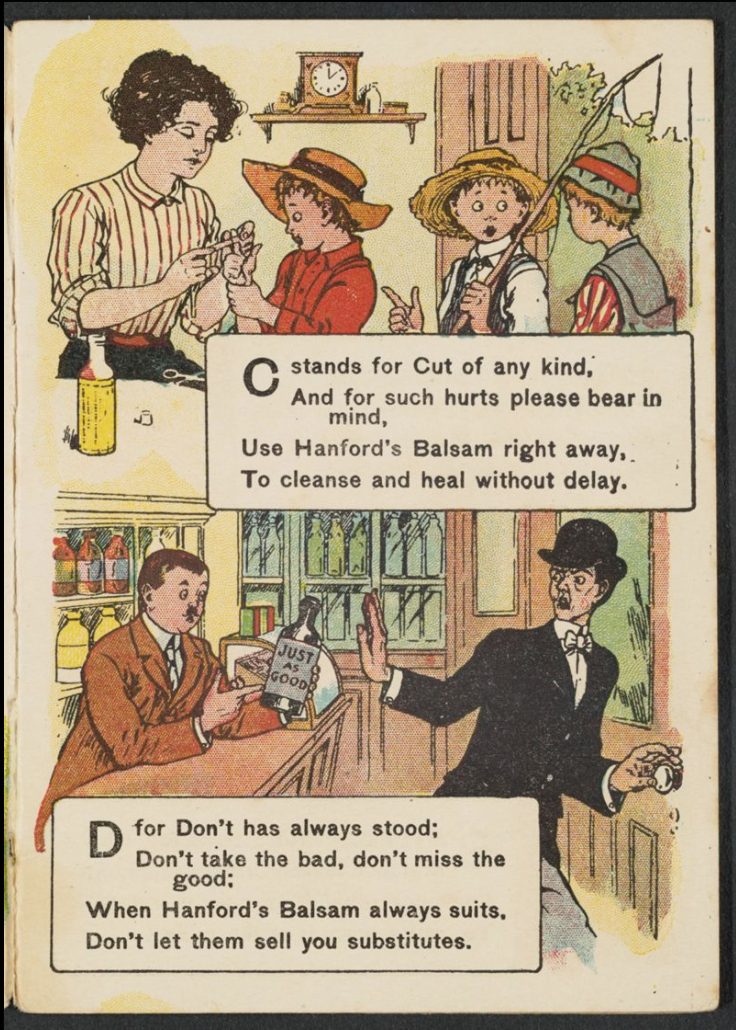 C stands for Cut of any kind,
And for such hurts please bear in
mind,
Use Hanford's Balsam right away,
To cleanse and heal without delay.
JUST
AS
GOOD
D for Don't has always stood;
Don't take the bad, don't miss the
good;
When Hanford's Balsam always suits,
Don't let them sell you substitutes.